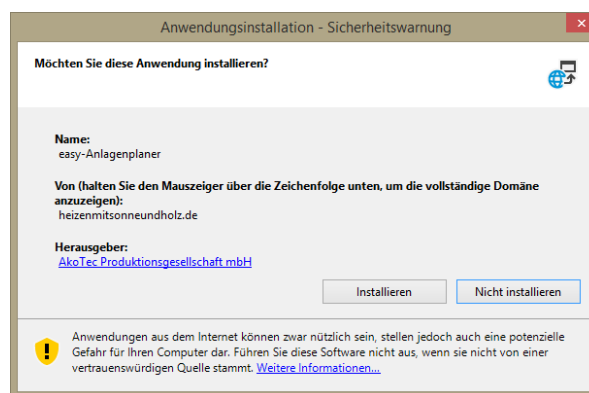 Anwendungsinstallation - Sicherheitswarnung
Möchten Sie diese Anwendung installieren?
Name:
easy-Anlagenplaner
Von (halten Sie den Mauszeiger über die Zeichenfolge unten, um die vollständige Domäne
anzuzeigen):
heizenmitsonneundholz.de
Herausgeber:
AkoTec Produktionsgesellschaft mbH
Installieren
Nicht installieren
Anwendungen aus dem Internet können zwar nützlich sein, stellen jedoch auch eine potenzielle
Gefahr für Ihren Computer dar. Führen Sie diese Software nicht aus, wenn sie nicht von einer
vertrauenswürdigen Quelle stammt. Weitere Informationen...